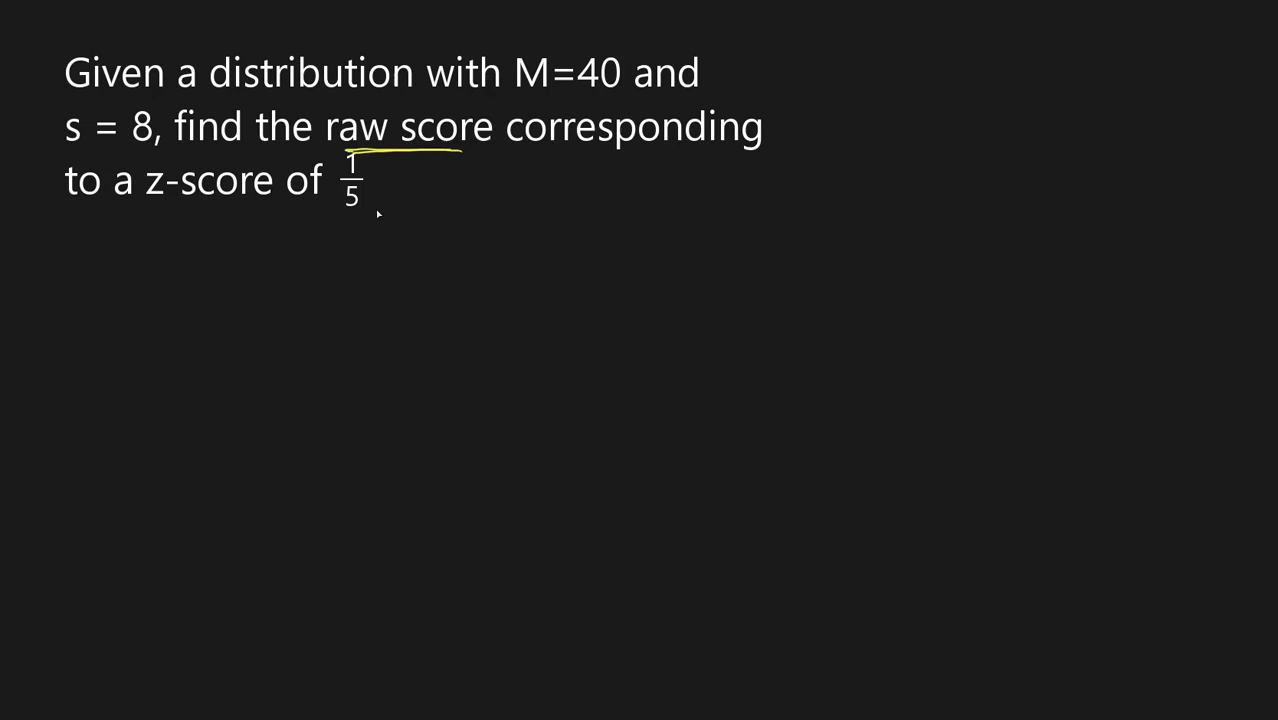 Given a distribution with M=40 and
s = 8, find the raw score corresponding
to a z-score of 1/5